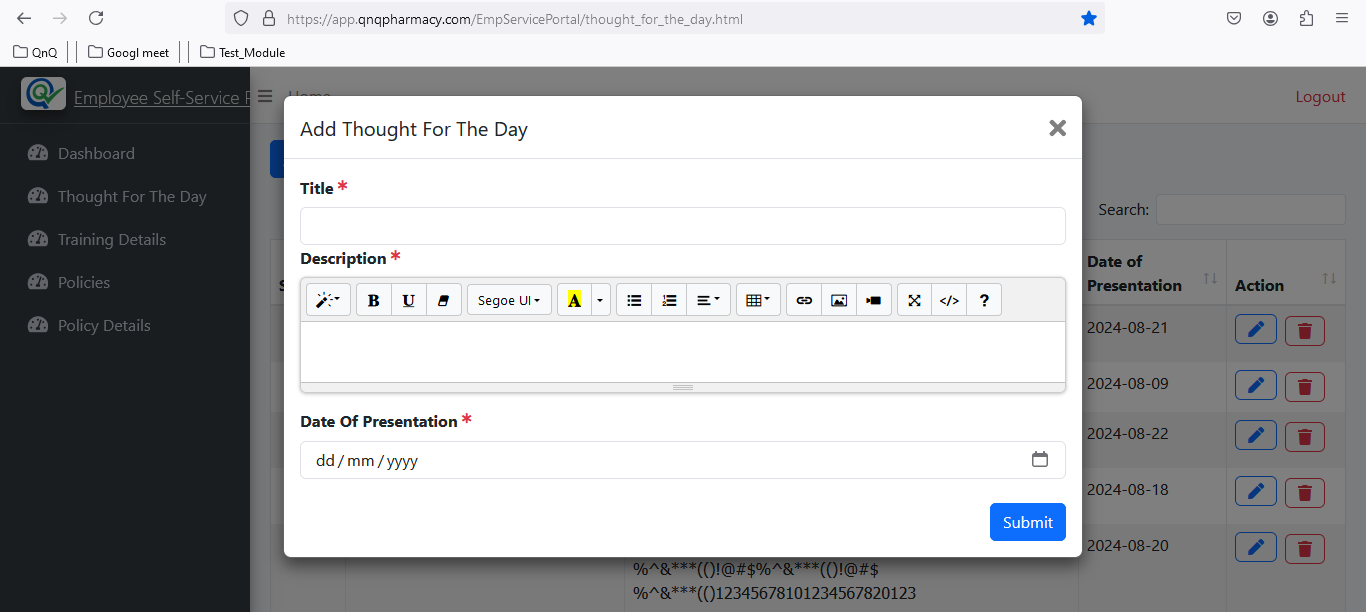 https://app.qnqpharmacy.com/EmpServicePortal/thought_for_the_day.html
QnQ Googl meet Test_Module
Employee Self-Service P
Home
Logout
Dashboard
Thought For The Day
Training Details
Policies
Policy Details
Add Thought For The Day
Title *
Description *
B U Segoe UI A </> ?
Date Of Presentation *
dd / mm / yyyy
Submit
Search:
S
Date of
Presentation
Action
2024-08-21
2024-08-09
2024-08-22
2024-08-18
2024-08-20
%^&***(()!@#$%^&***(()!@#$
%^&***(()12345678101234567820123